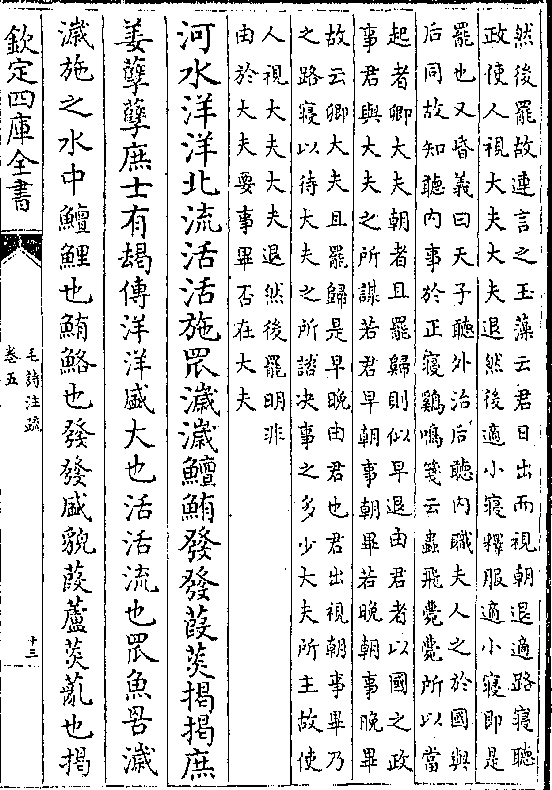 然後罷故連言之玉藻云君日出而視朝退適路寢聽
政使人視大夫大夫退然後適小寢釋服適小寢即是
罷也又昏義曰天子聽外治后聽內職夫人之於國與
后同故知聽內事於正寢鷄鳴箋云蟲飛薨薨所以當
起者卿大夫朝者且罷歸則似早退由君者以國之政
事君與大夫之所謀若君早朝事朝畢若晚朝事晚畢
故云卿大夫且罷歸是早晚由君也君出視朝事畢乃
之路寢以待大夫之所諮决事之多少大夫所主故使
人視大夫大夫退然後罷明非
由於大夫要事畢否在大夫
河水洋洋北流活活施罛濊濊鱣鮪發發葭菼揭揭庶
姜孽孽庶士有朅傳洋洋盛大也活活流也罛魚罟濊
濊施之水中鱣鯉也鮪鮥也發發盛貌葭蘆菼薍也揭
欽定四庫全書
毛詩注疏
卷五
十三